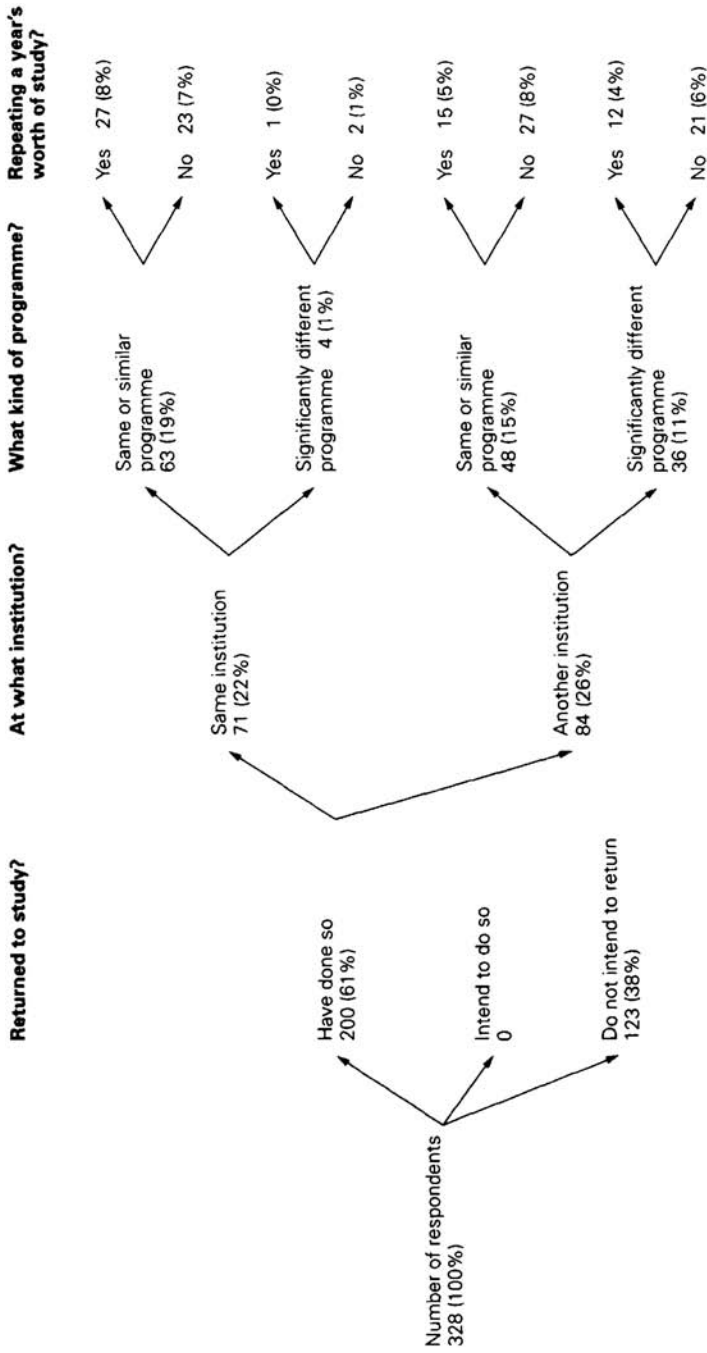 Returned to study?
At what institution?
What kind of programme?
Repeating a year's
worth of study?
Number of respondents
328 (100%)
Have done so
200 (61%)
Intend to do so
0
Do not intend to return
123 (38%)
Same institution
71 (22%)
Another institution
84 (26%)
Same or similar
programme
63 (19%)
Significantly different
programme 4 (1%)
Same or similar
programme
48 (15%)
Significantly different
programme
36 (11%)
Yes 27 (8%)
No 23 (7%)
Yes 1 (0%)
No 2 (1%)
Yes 15 (5%)
No 27 (8%)
Yes 12 (4%)
No 21 (6%)